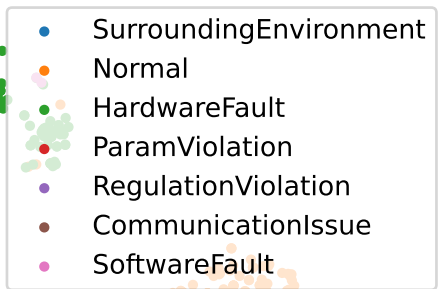 SurroundingEnvironment
Normal
HardwareFault
ParamViolation
RegulationViolation
CommunicationIssue
SoftwareFault